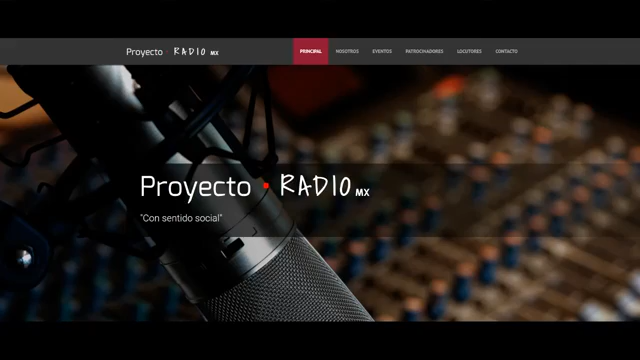 Proyecto RADIO MX
PRINCIPAL NOSOTROS EVENTOS PATROCINADORES LOCUTORES CONTACTO
Proyecto • RADIO MX
"Con sentido social"